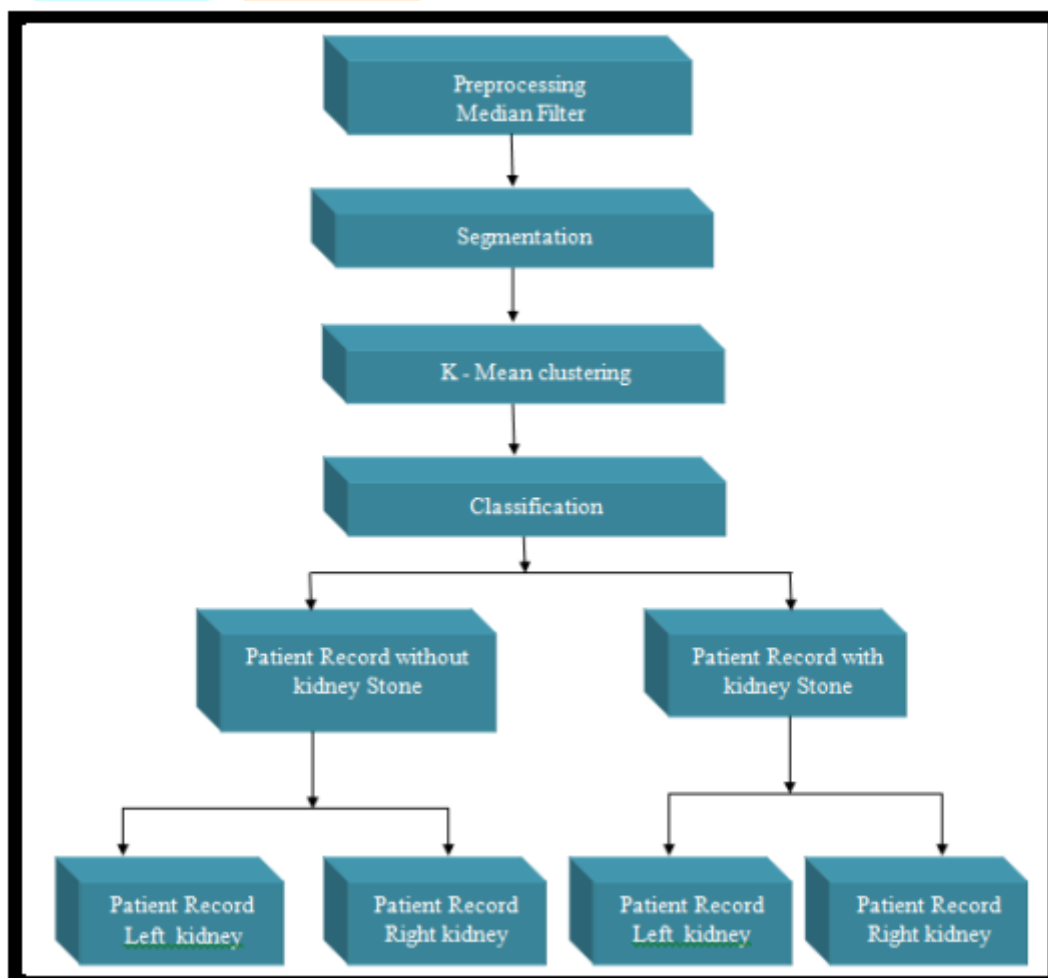 Preprocessing
Median Filter
Segmentation
K - Mean clustering
Classification
Patient Record without
kidney Stone
Patient Record with
kidney Stone
Patient Record
Left kidney
Patient Record
Right kidney
Patient Record
Left kidney
Patient Record
Right kidney